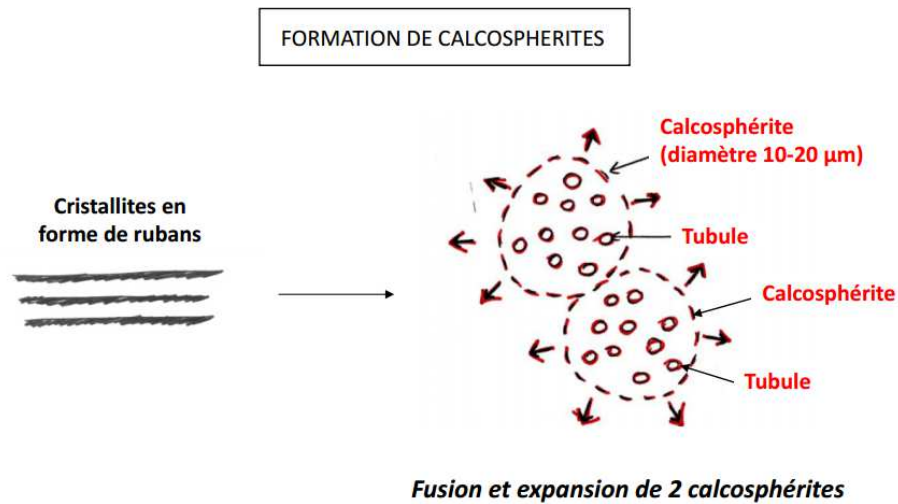 FORMATION DE CALCOSPHERITES
Calcosphérite
(diamètre 10-20 µm)
Cristallites en
forme de rubans
Tubule
Calcosphérite
Tubule
Fusion et expansion de 2 calcosphérites